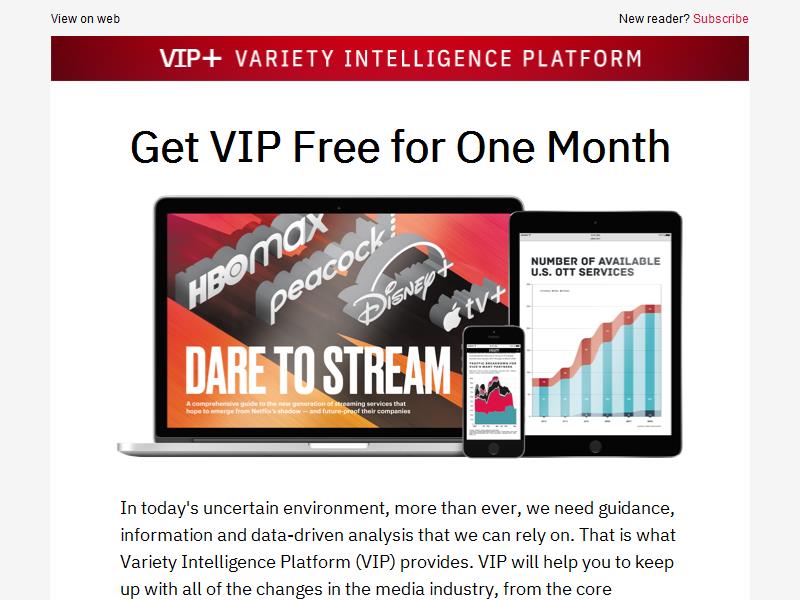 View on web
New reader? Subscribe
VIP+ VARIETY INTELLIGENCE PLATFORM
Get VIP Free for One Month
HBOmax
peacock
Disney+
tv+
DARE TO STREAM
A comprehensive guide to the new generation of streaming services that
hope to emerge from Netflix's shadow — and future-proof their companies
NUMBER OF AVAILABLE
U.S. OTT SERVICES
In today's uncertain environment, more than ever, we need guidance,
information and data-driven analysis that we can rely on. That is what
Variety Intelligence Platform (VIP) provides. VIP will help you to keep
up with all of the changes in the media industry, from the core